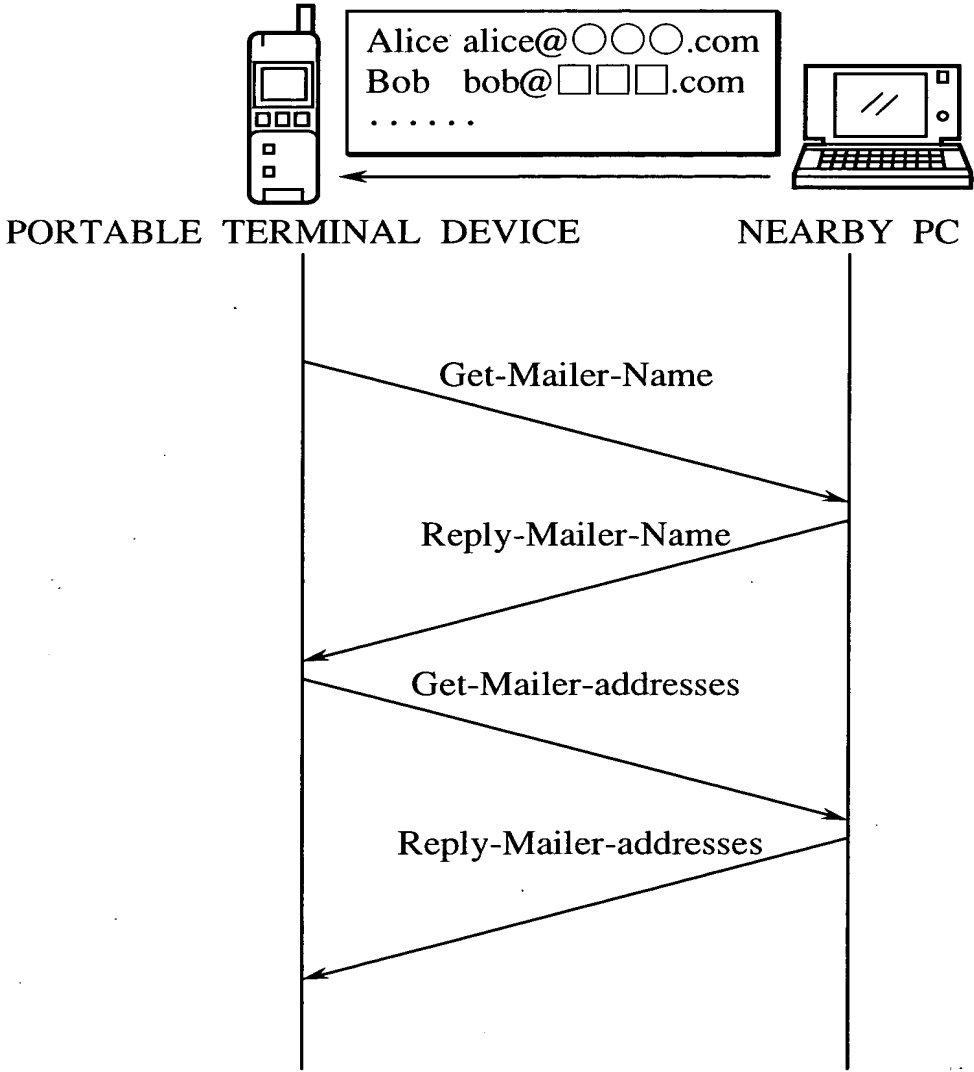 Alice alice@○○○.com
Bob bob@□□□.com
. . . . . .
PORTABLE TERMINAL DEVICE
NEARBY PC
Get-Mailer-Name
Reply-Mailer-Name
Get-Mailer-addresses
Reply-Mailer-addresses